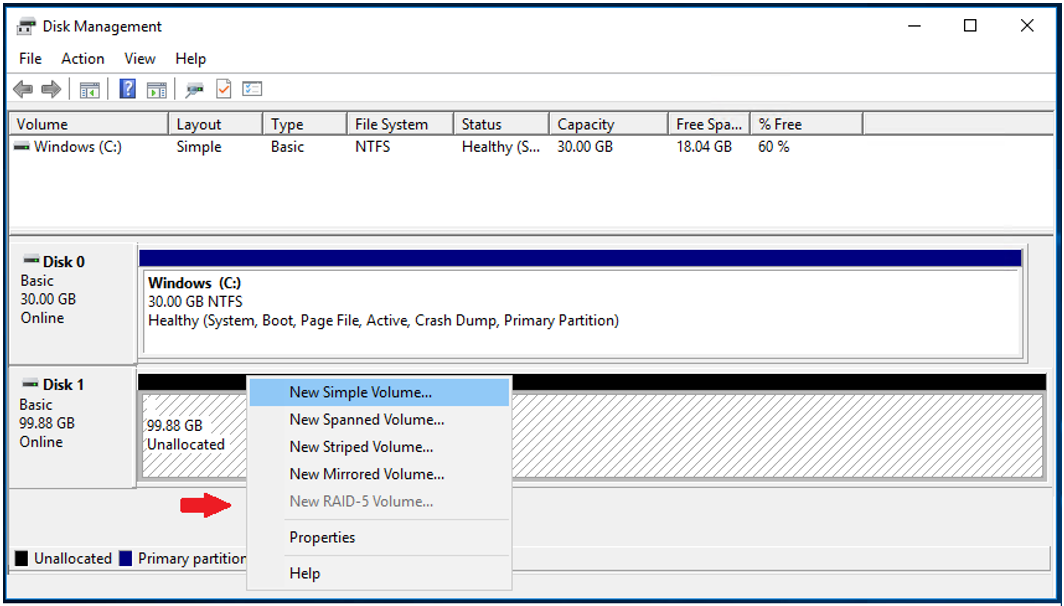 Disk Management
File Action View Help
Volume Layout Type File System Status Capacity Free Spa... % Free
Windows (C:) Simple Basic NTFS Healthy (S... 30.00 GB 18.04 GB 60 %
Disk 0
Basic
30.00 GB
Online
Windows (C:)
30.00 GB NTFS
Healthy (System, Boot, Page File, Active, Crash Dump, Primary Partition)
Disk 1
Basic
99.88 GB
Online
99.88 GB
Unallocated
New Simple Volume...
New Spanned Volume...
New Striped Volume...
New Mirrored Volume...
New RAID-5 Volume...
Properties
Help
Unallocated Primary partition